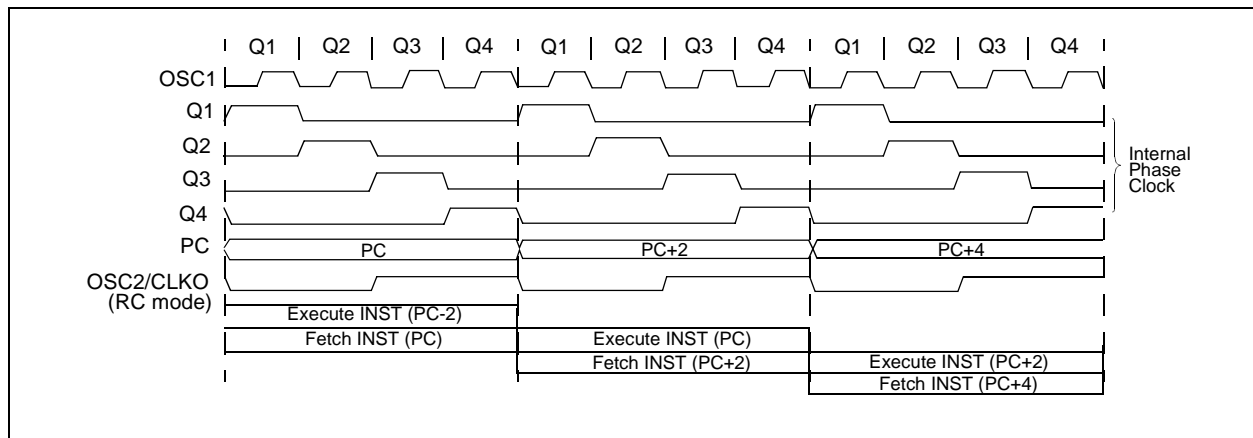 Q1 Q2 Q3 Q4 Q1 Q2 Q3 Q4 Q1 Q2 Q3 Q4
OSC1
Q1
Q2
Q3
Q4
Internal
Phase
Clock
PC PC PC+2 PC+4
OSC2/CLKO
(RC mode)
Execute INST (PC-2)
Fetch INST (PC) Execute INST (PC)
Fetch INST (PC+2) Execute INST (PC+2)
Fetch INST (PC+4)